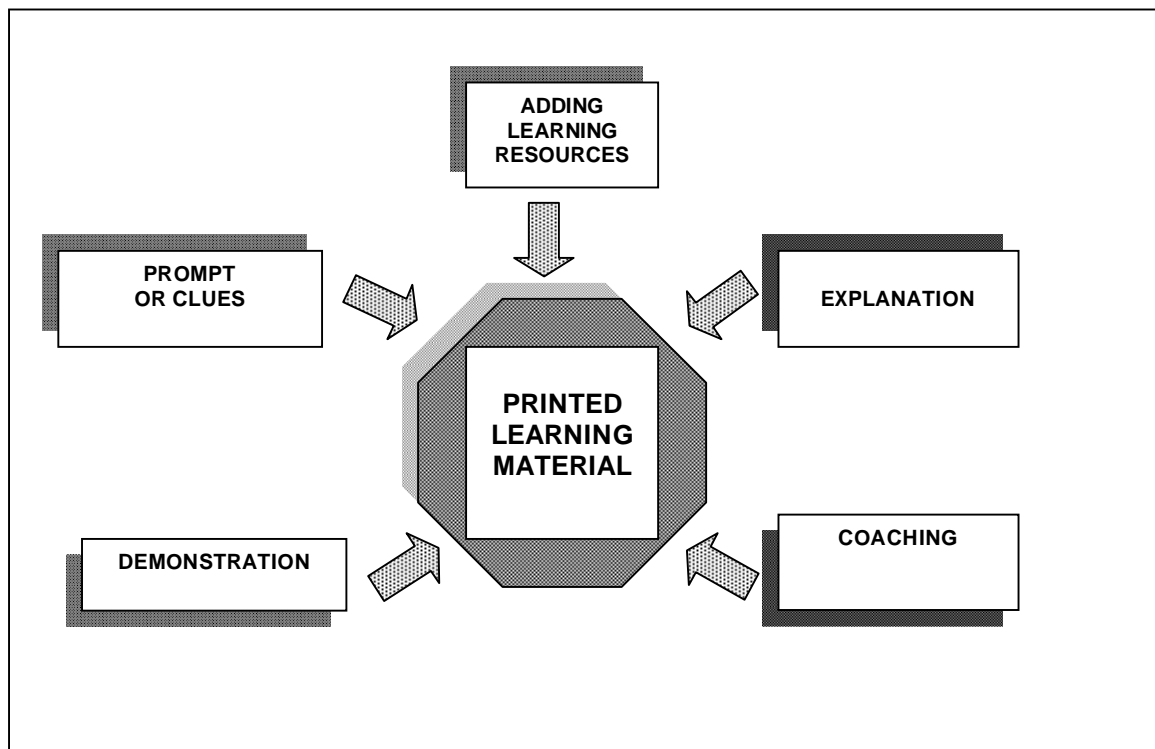 ADDING
LEARNING
RESOURCES
PROMPT
OR CLUES
EXPLANATION
PRINTED
LEARNING
MATERIAL
DEMONSTRATION
COACHING